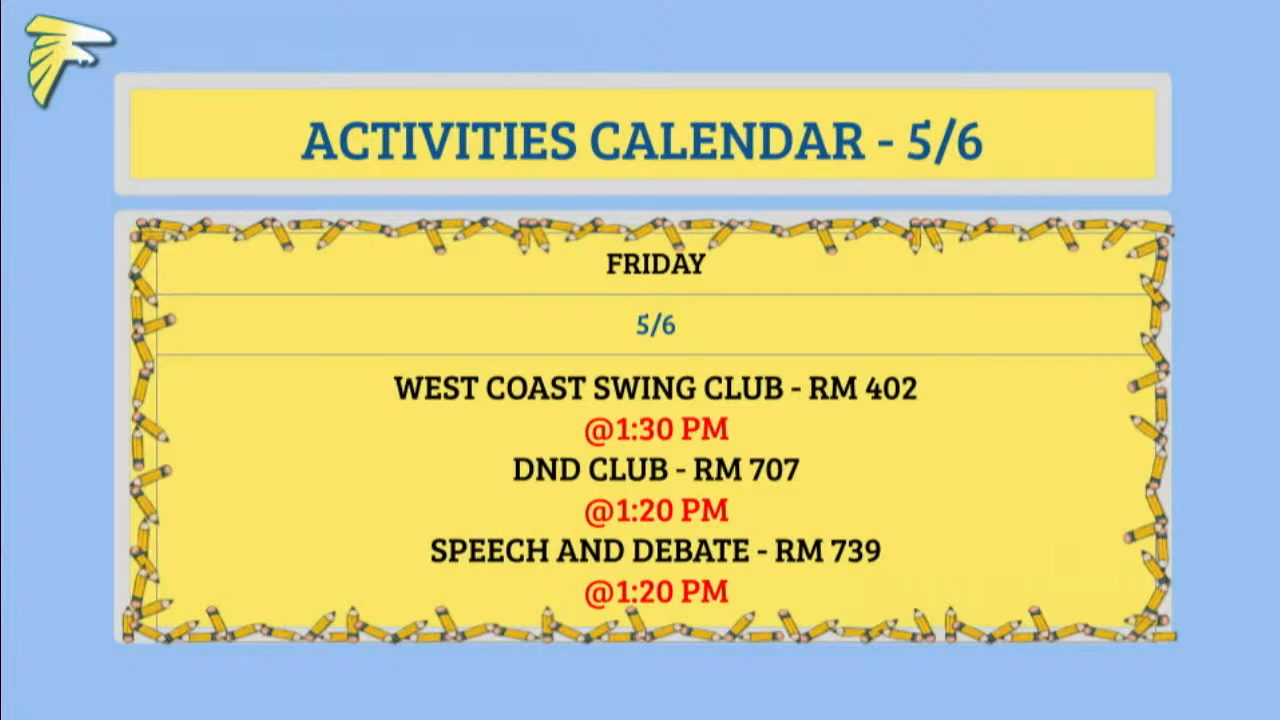 ACTIVITIES CALENDAR - 5/6
FRIDAY
5/6
WEST COAST SWING CLUB - RM 402
@1:30 PM
DND CLUB - RM 707
@1:20 PM
SPEECH AND DEBATE - RM 739
@1:20 PM